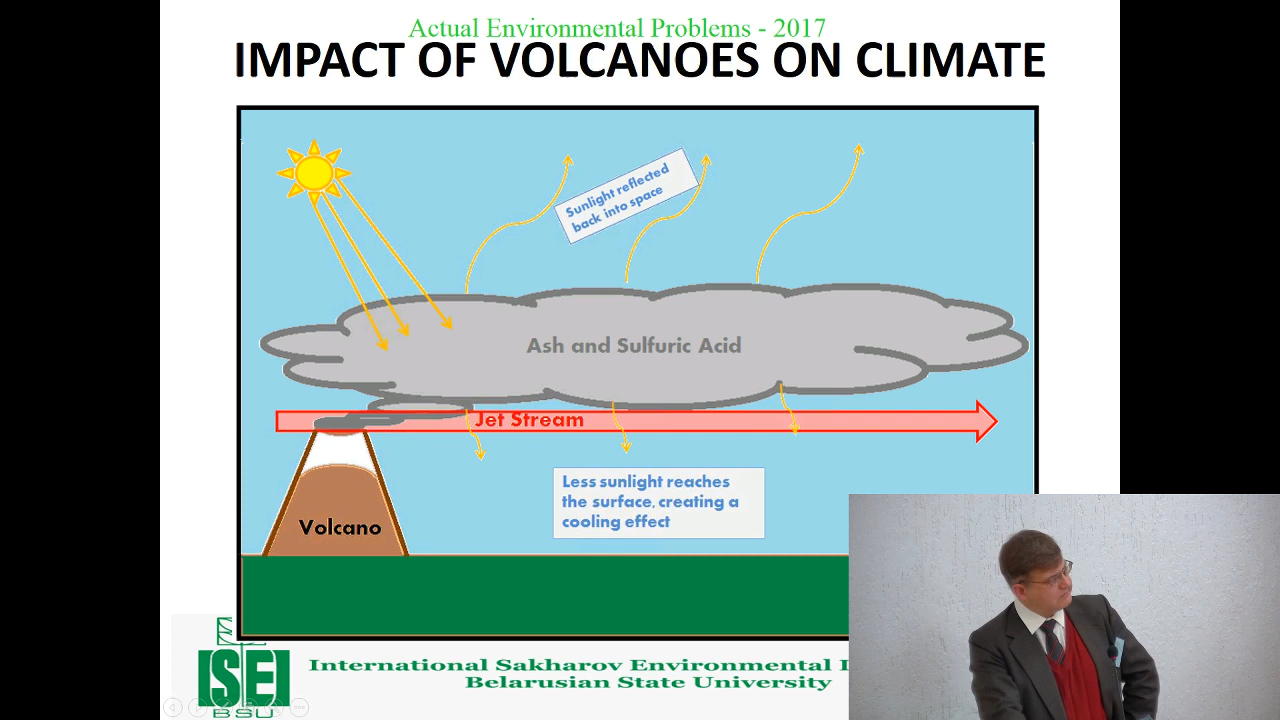 Actual Environmental Problems - 2017
IMPACT OF VOLCANOES ON CLIMATE
Sunlight reflected
back into space
Ash and Sulfuric Acid
Jet Stream
Less sunlight reaches
the surface, creating a
cooling effect
Volcano
ISEI
BSU
International Sakharov Environmental
Belarusian State University